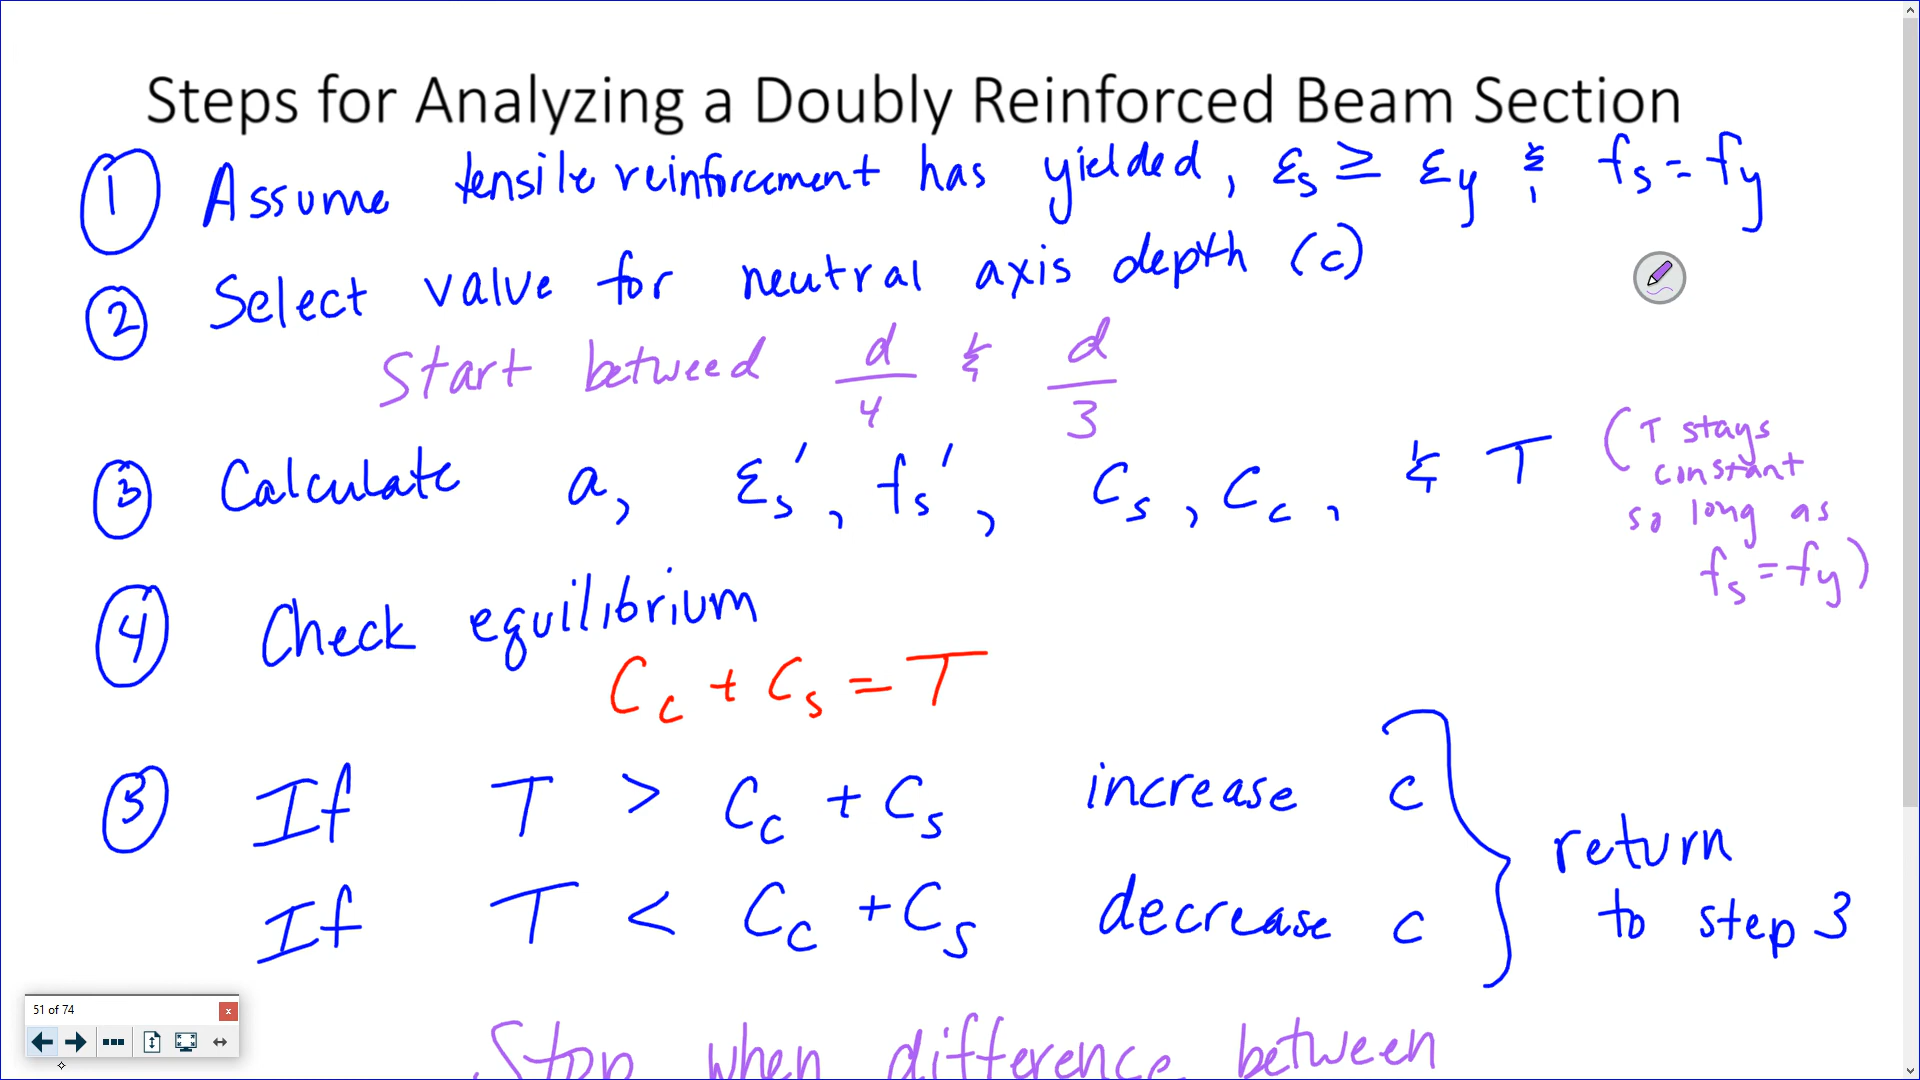 Steps for Analyzing a Doubly Reinforced Beam Section
① Assume tensile reinforcement has yielded, εs ≥ εy & fs = fy
② Select value for neutral axis depth (c)
Start betweed d/4 & d/3
③ Calculate a, εs', fs', Cs, Cc, & T
(T stays
constant
so long as
fs = fy)
④ Check equilibrium
Cc + Cs = T
⑤ If T > Cc + Cs increase c
If T < Cc + Cs decrease c
return
to step 3
Stop when difference between
51 of 74